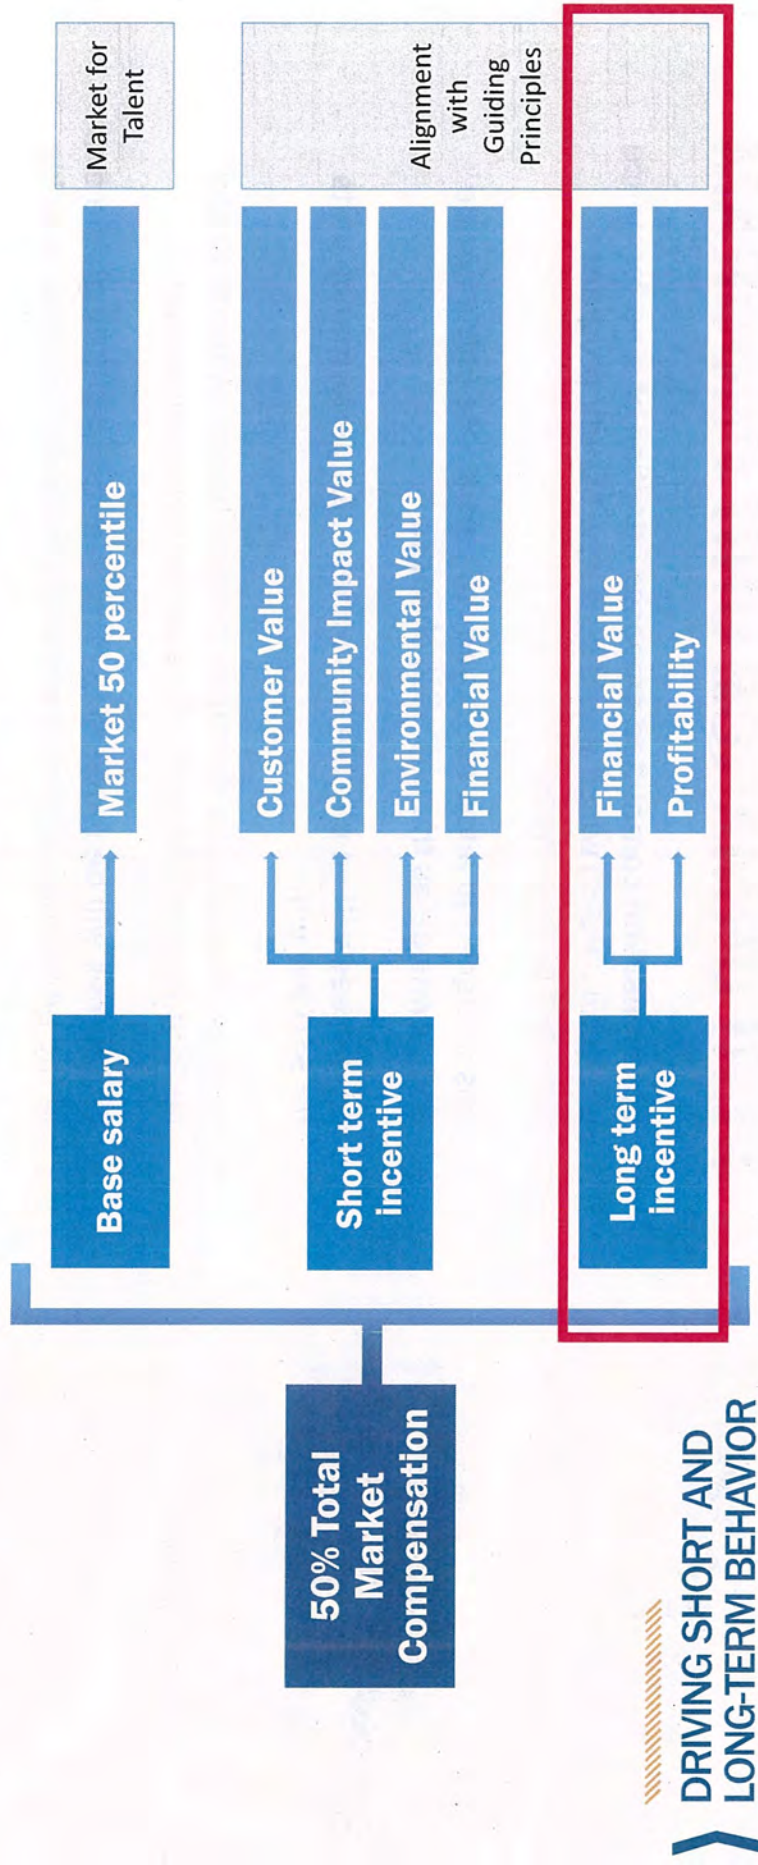 DRIVING SHORT AND
LONG-TERM BEHAVIOR
50% Total
Market
Compensation
Base salary
Market 50 percentile
Market for
Talent
Short term
incentive
Customer Value
Community Impact Value
Environmental Value
Financial Value
Alignment
with
Guiding
Principles
Long term
incentive
Financial Value
Profitability